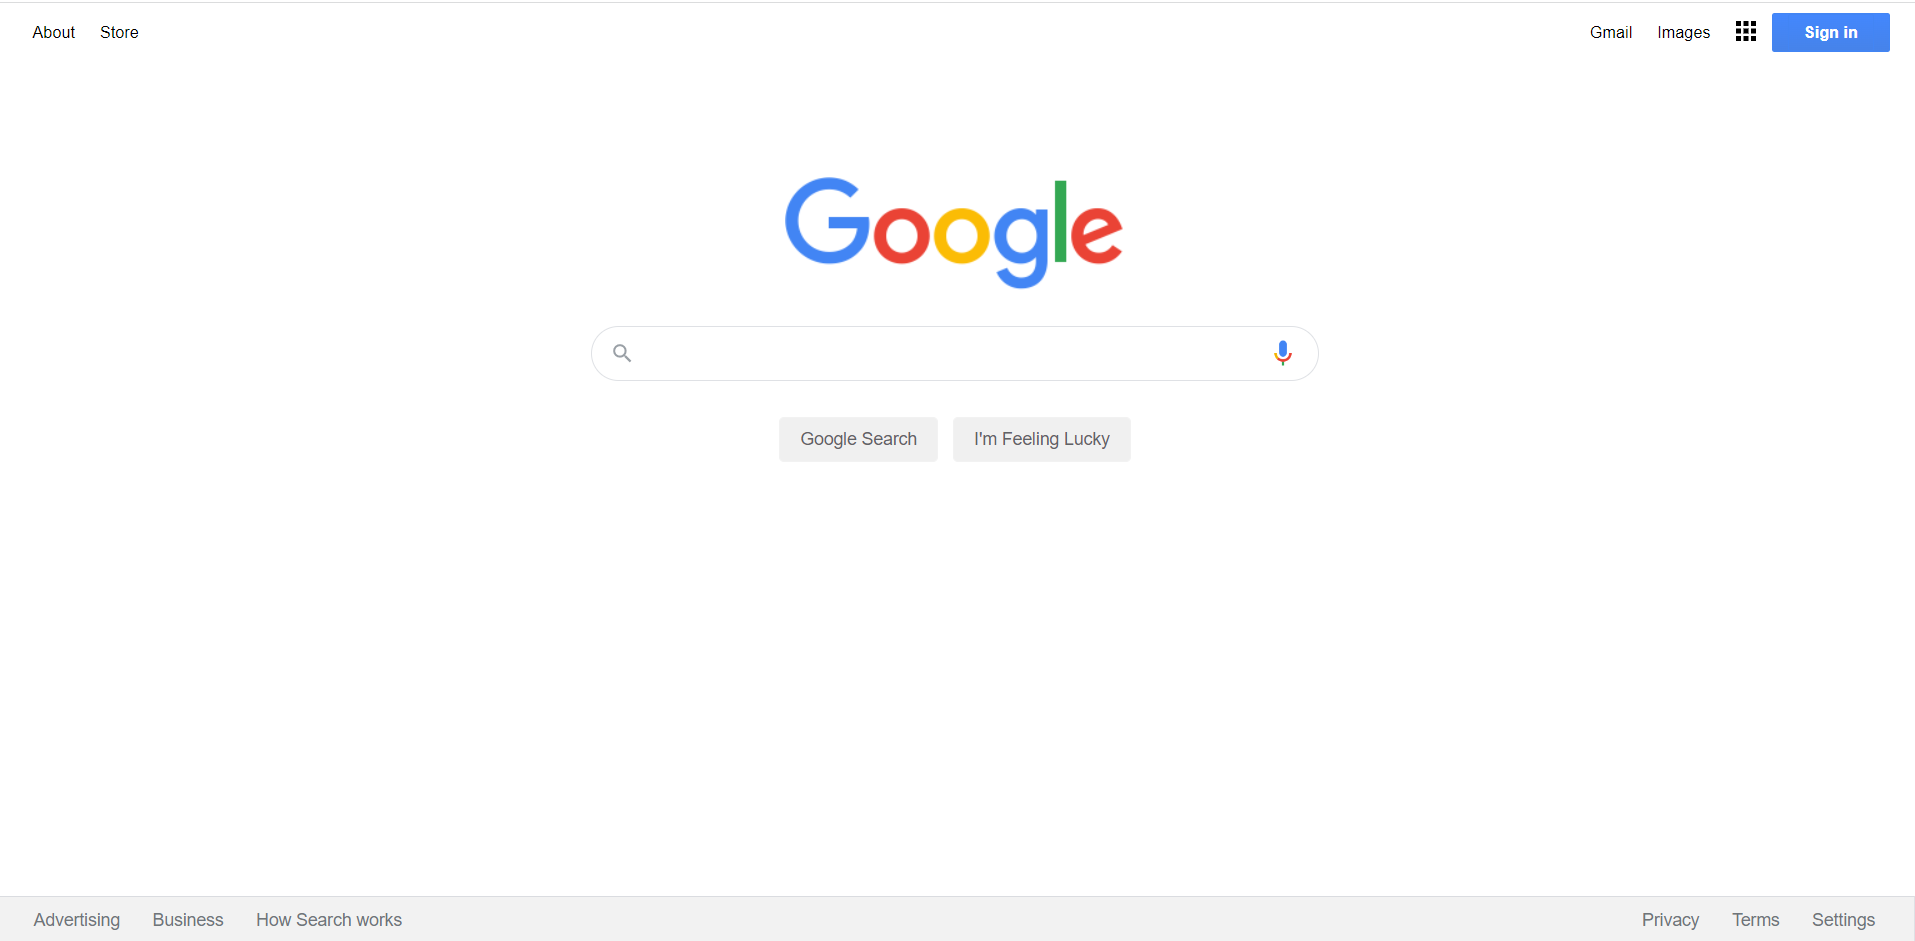 About Store Gmail Images Sign in
Google
Google Search I'm Feeling Lucky
Advertising Business How Search works Privacy Terms Settings